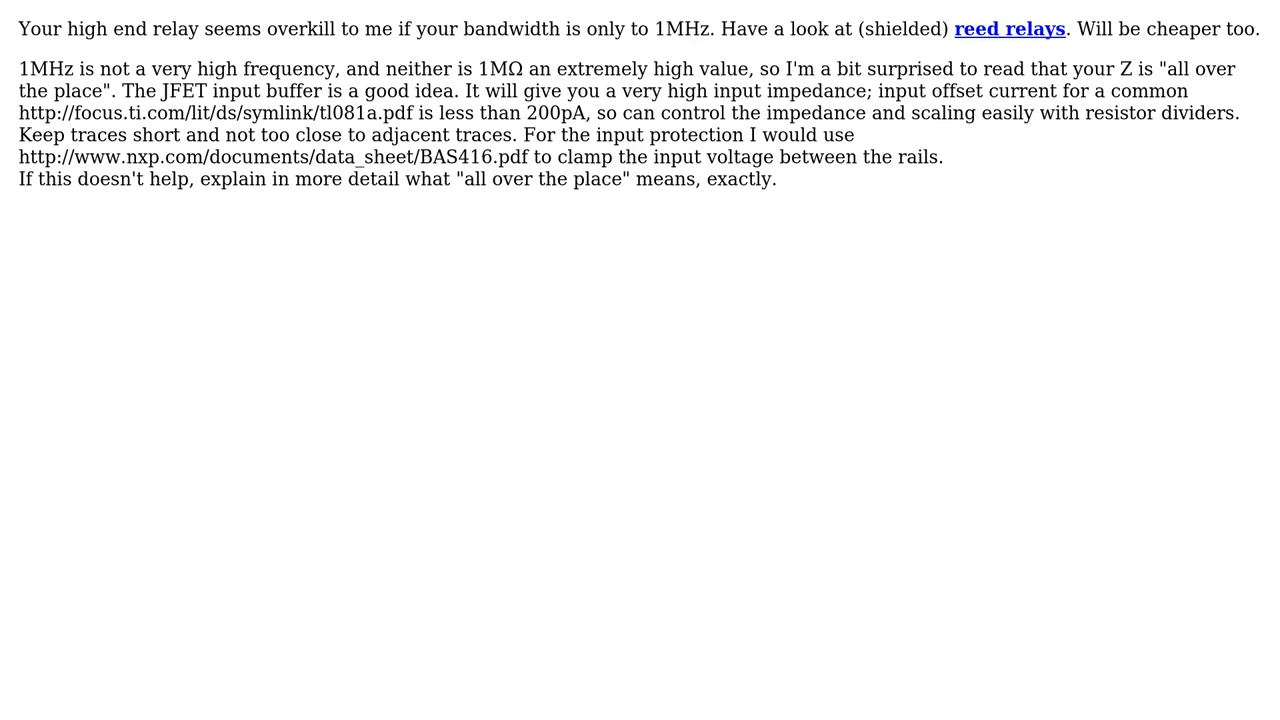 Your high end relay seems overkill to me if your bandwidth is only to 1MHz. Have a look at (shielded) reed relays. Will be cheaper too.
1MHz is not a very high frequency, and neither is 1MΩ an extremely high value, so I'm a bit surprised to read that your Z is "all over
the place". The JFET input buffer is a good idea. It will give you a very high input impedance; input offset current for a common
http://focus.ti.com/lit/ds/symlink/tl081a.pdf is less than 200pA, so can control the impedance and scaling easily with resistor dividers.
Keep traces short and not too close to adjacent traces. For the input protection I would use
http://www.nxp.com/documents/data_sheet/BAS416.pdf to clamp the input voltage between the rails.
If this doesn't help, explain in more detail what "all over the place" means, exactly.